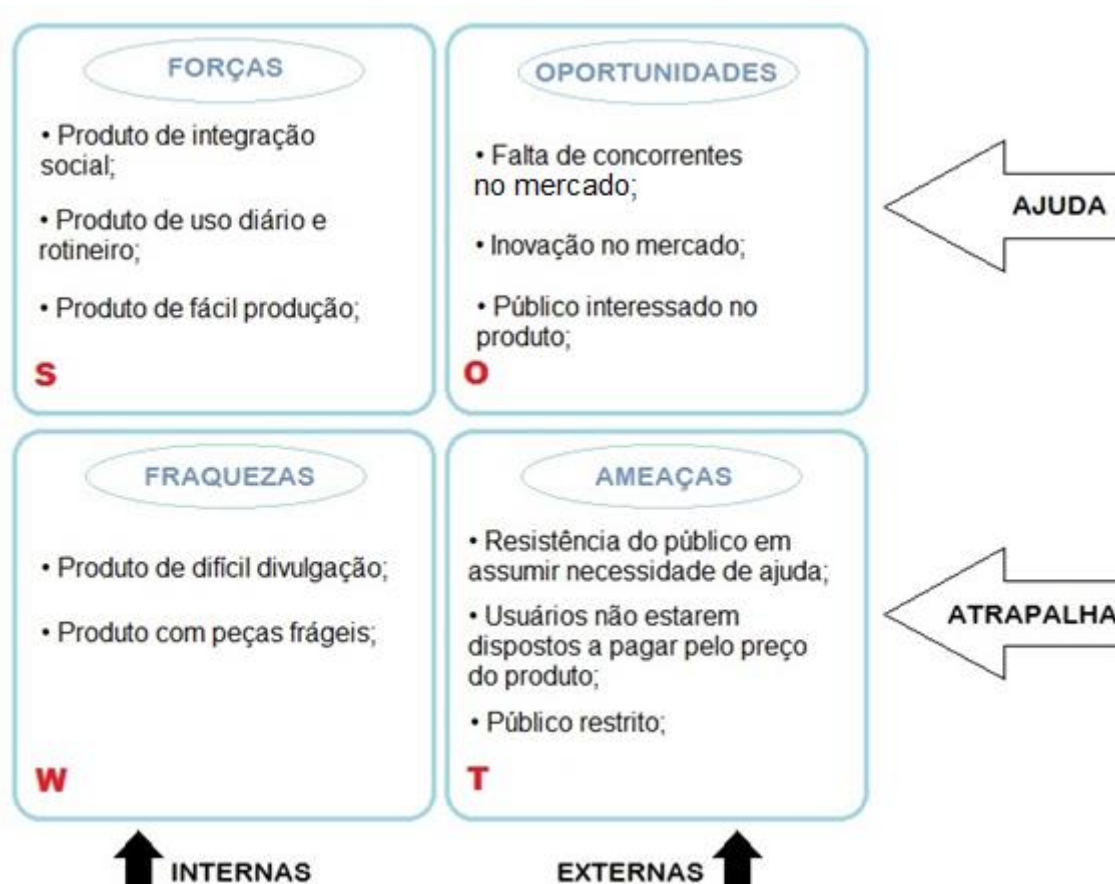 FORÇAS
• Produto de integração
social;
• Produto de uso diário e
rotineiro;
• Produto de fácil produção;
S
OPORTUNIDADES
• Falta de concorrentes
no mercado;
• Inovação no mercado;
• Público interessado no
produto;
O
AJUDA
FRAQUEZAS
• Produto de difícil divulgação;
• Produto com peças frágeis;
W
AMEAÇAS
• Resistência do público em
assumir necessidade de ajuda;
• Usuários não estarem
dispostos a pagar pelo preço
do produto;
• Público restrito;
T
ATRAPALHA
INTERNAS
EXTERNAS